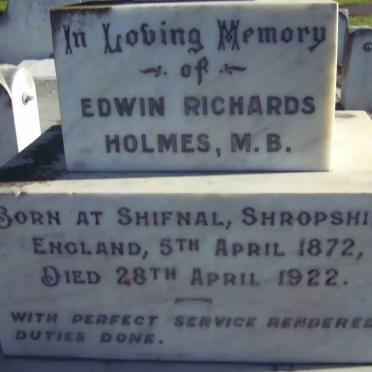 In Loving Memory
of
EDWIN RICHARDS
HOLMES, M.B.
BORN AT SHIFNAL, SHROPSHI
ENGLAND, 5TH APRIL 1872,
DIED 28TH APRIL 1922.
WITH PERFECT SERVICE RENDERED
DUTIES DONE.